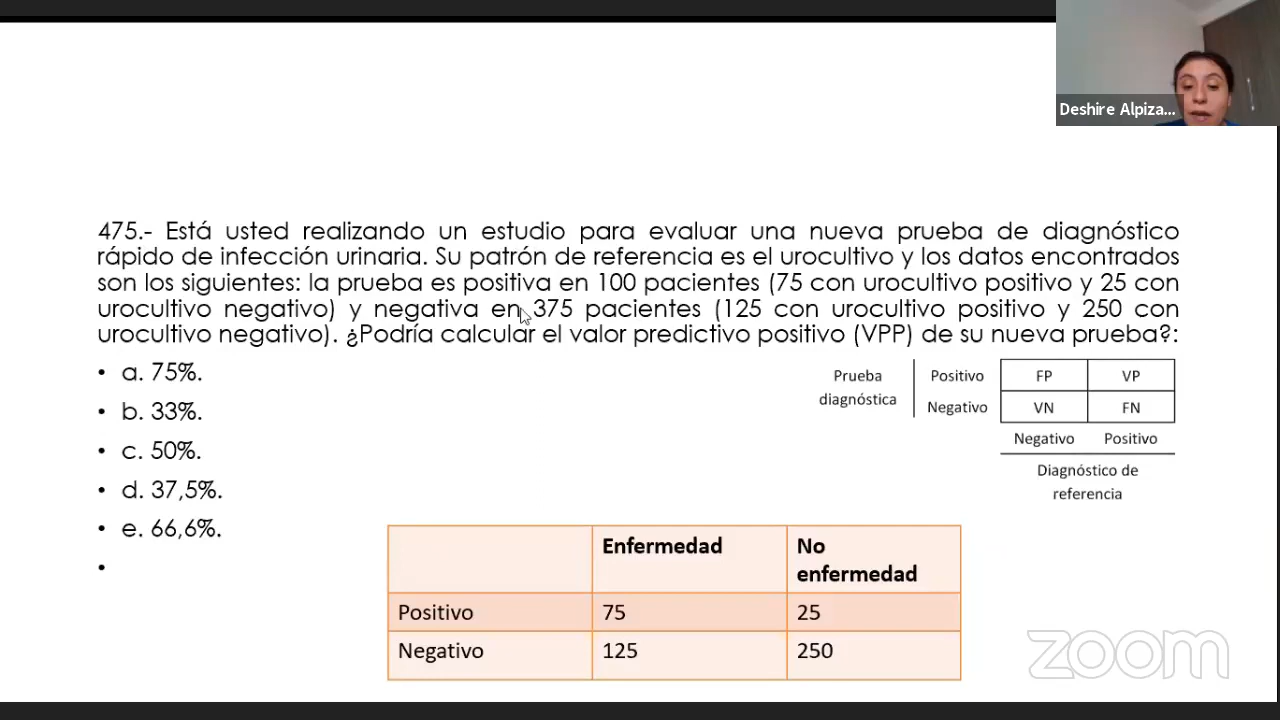 Deshire Alpiza...
475.- Está usted realizando un estudio para evaluar una nueva prueba de diagnóstico
rápido de infección urinaria. Su patrón de referencia es el urocultivo y los datos encontrados
son los siguientes: la prueba es positiva en 100 pacientes (75 con urocultivo positivo y 25 con
urocultivo negativo) y negativa en 375 pacientes (125 con urocultivo positivo y 250 con
urocultivo negativo). ¿Podría calcular el valor predictivo positivo (VPP) de su nueva prueba?:
• a. 75%.
• b. 33%.
• c. 50%.
• d. 37,5%.
• e. 66,6%.
•
Prueba diagnóstica
Positivo FP VP
Negativo VN FN
Negativo Positivo
Diagnóstico de
referencia
Enfermedad No enfermedad
Positivo 75 25
Negativo 125 250
zoom